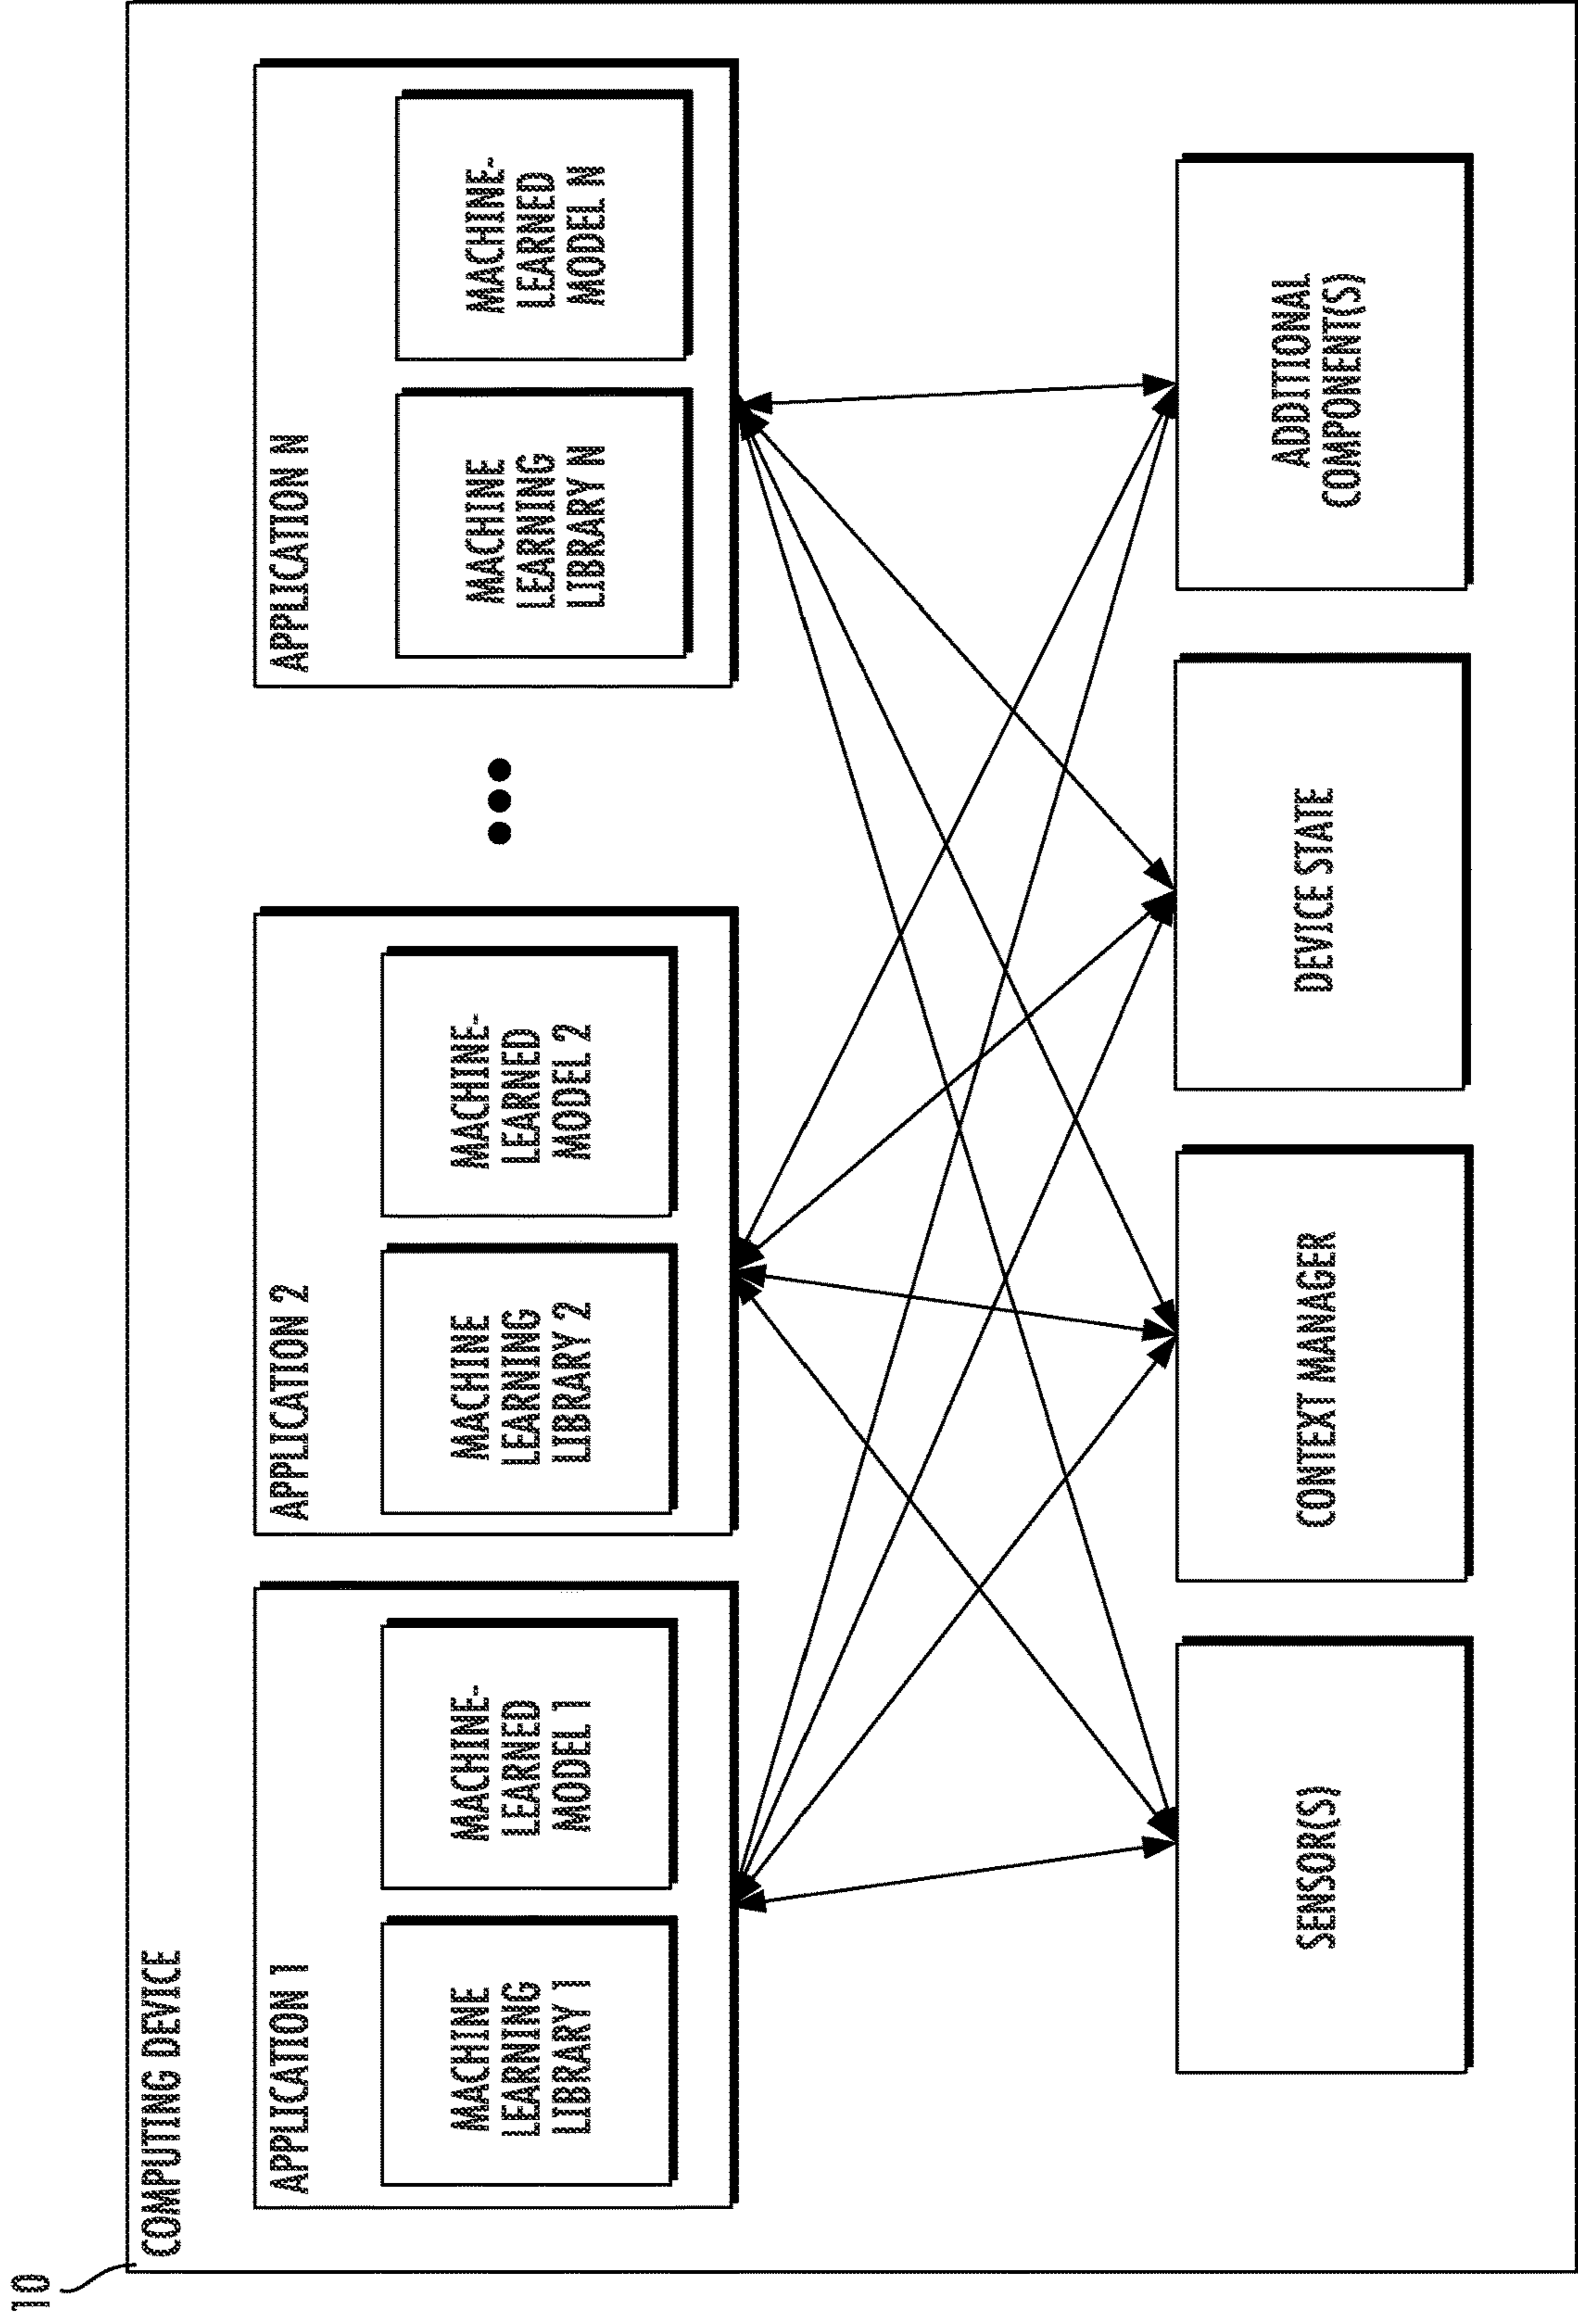 10
COMPUTING DEVICE
APPLICATION 1
MACHINE
LEARNING
LIBRARY 1
MACHINE-
LEARNED
MODEL 1
APPLICATION 2
MACHINE
LEARNING
LIBRARY 2
MACHINE-
LEARNED
MODEL 2
APPLICATION N
MACHINE
LEARNING
LIBRARY N
MACHINE-
LEARNED
MODEL N
SENSOR(S)
CONTEXT MANAGER
DEVICE STATE
ADDTIONAL
COMPONENT(S)